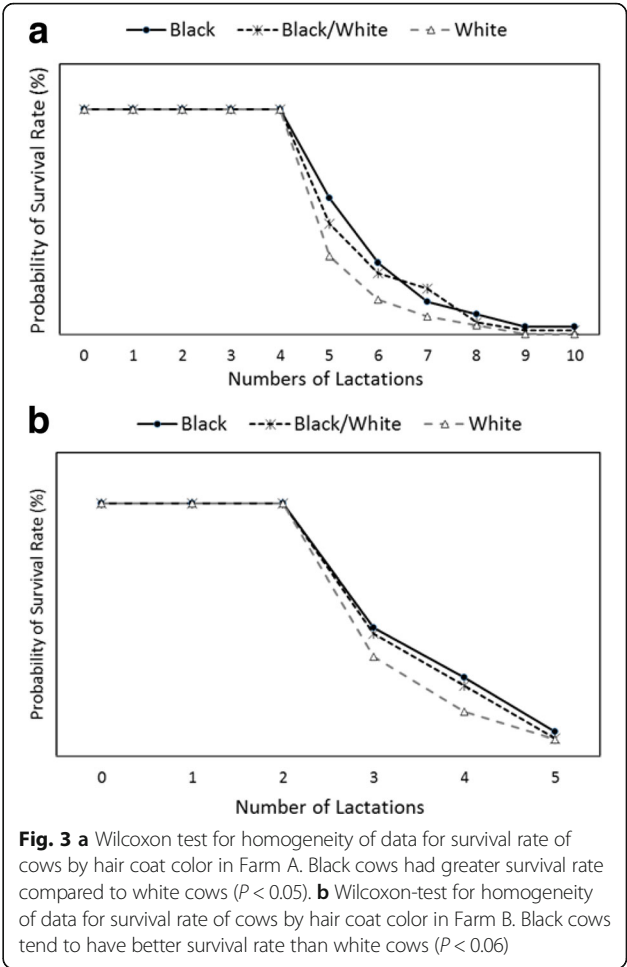 a
Black Black/White White
Probability of Survival Rate (%)
0 1 2 3 4 5 6 7 8 9 10
Numbers of Lactations
b
Black Black/White White
Probability of Survival Rate (%)
0 1 2 3 4 5
Number of Lactations
Fig. 3 a Wilcoxon test for homogeneity of data for survival rate of
cows by hair coat color in Farm A. Black cows had greater survival rate
compared to white cows (P < 0.05). b Wilcoxon-test for homogeneity
of data for survival rate of cows by hair coat color in Farm B. Black cows
tend to have better survival rate than white cows (P < 0.06)